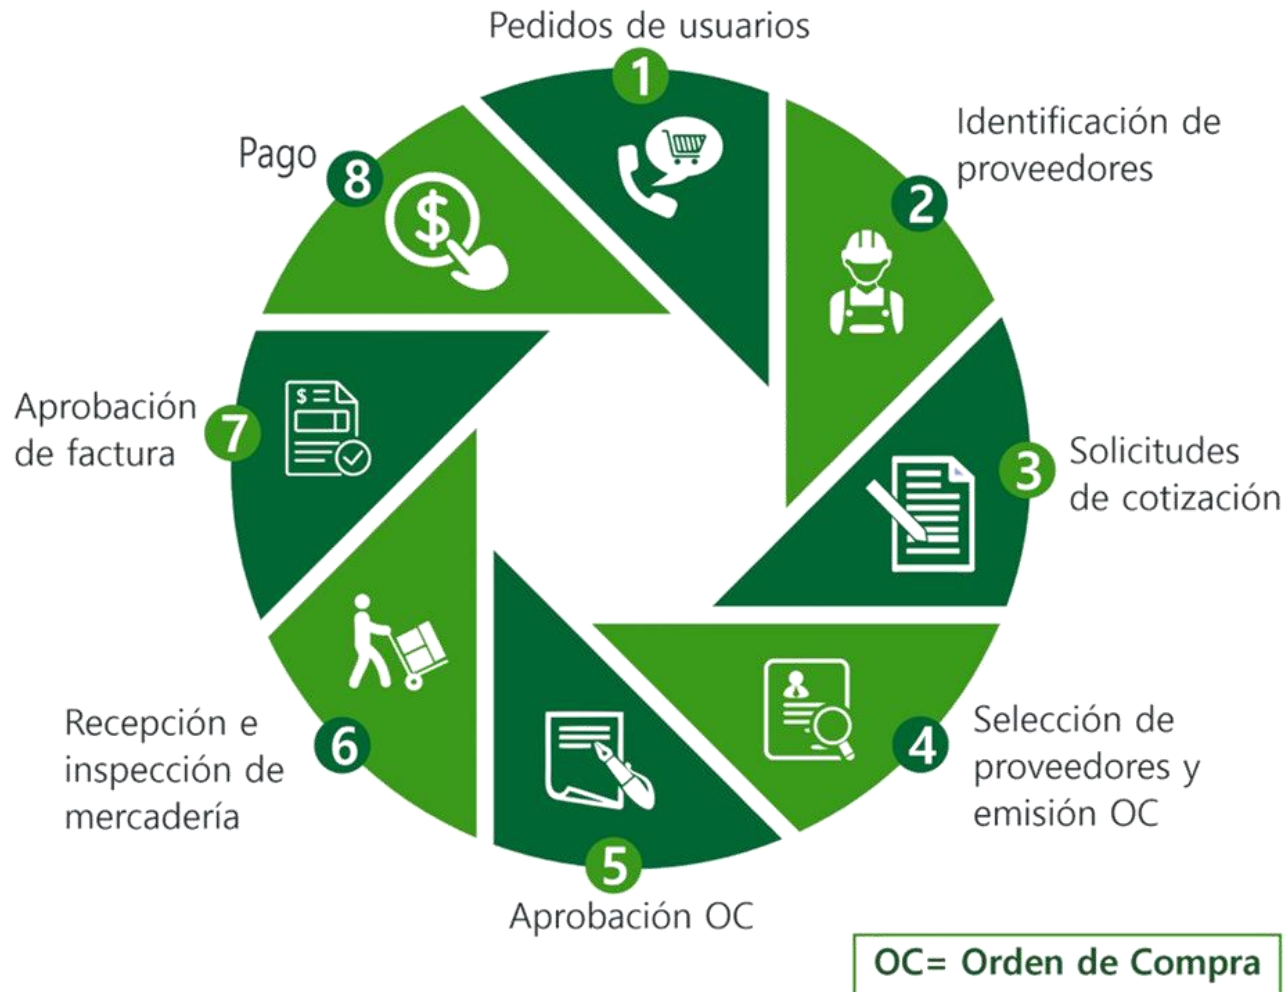 Pedidos de usuarios
1
Identificación de
proveedores
2
Solicitudes
de cotización
3
Selección de
proveedores y
emisión OC
4
5
Aprobación OC
6
Recepción e
inspección de
mercadería
7
Aprobación
de factura
$
8
Pago
$
OC= Orden de Compra